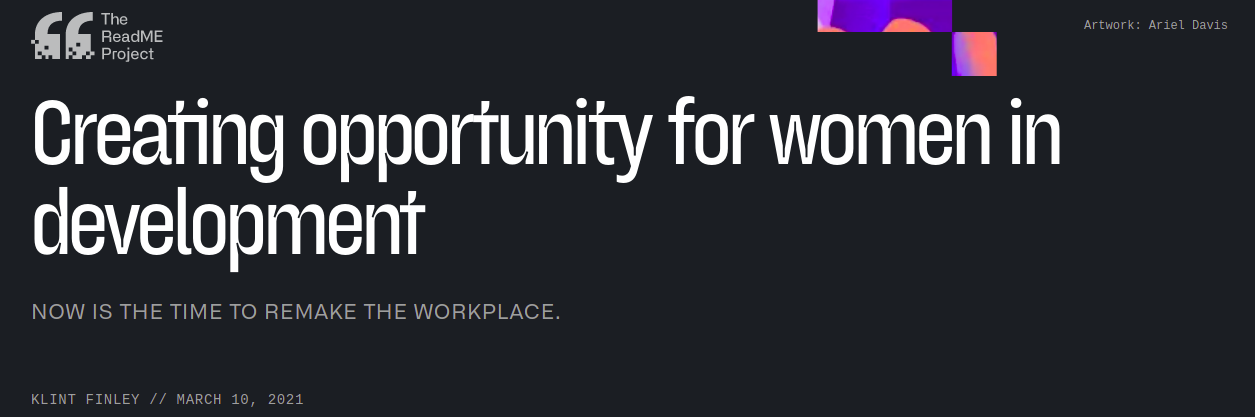 The
ReadME
Project
Artwork: Ariel Davis
Creating opportunity for women in
development
NOW IS THE TIME TO REMAKE THE WORKPLACE.
KLINT FINLEY // MARCH 10, 2021